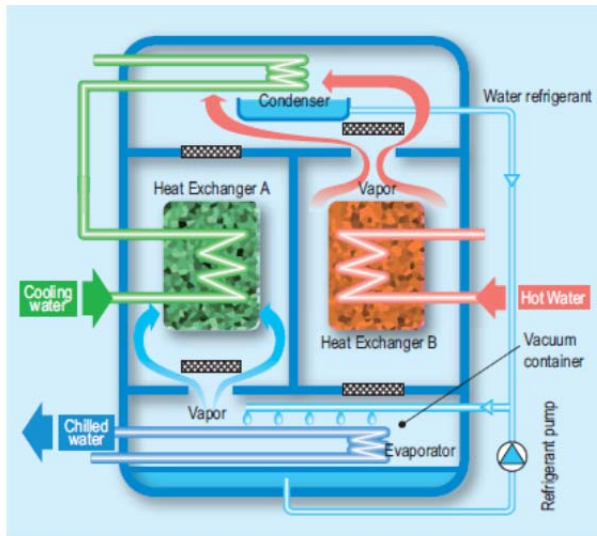 Condenser
Water refrigerant
Heat Exchanger A
Vapor
Cooling
water
Hot Water
Heat Exchanger B
Vacuum
container
Vapor
Chilled
water
Evaporator
Refrigerant pump